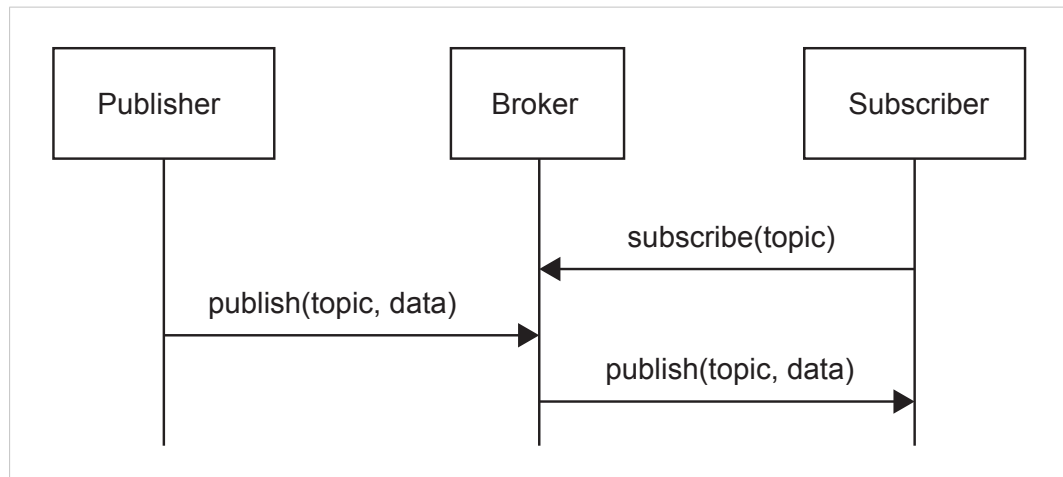 Publisher
Broker
Subscriber
subscribe(topic)
publish(topic, data)
publish(topic, data)